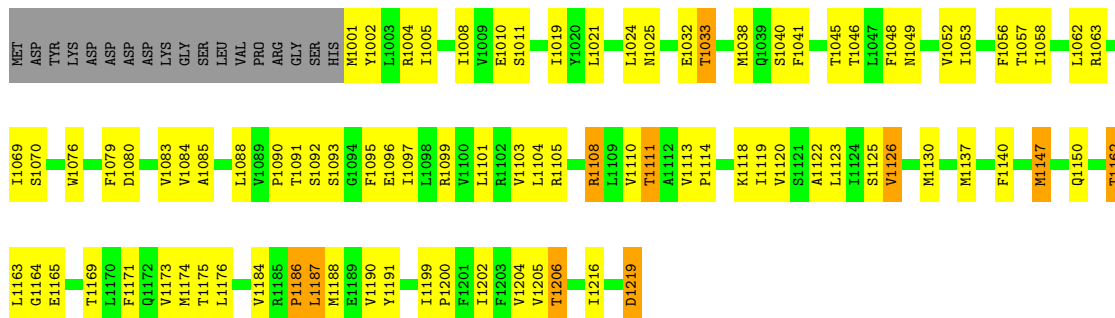 MET ASP TYR LYS ASP ASP ASP ASP LYS GLY SER LEU VAL PRO ARG GLY SER HIS M1001 Y1002 L1003 R1004 I1005 I1008 V1009 E1010 S1011 I1019 Y1020 L1021 L1024 N1025 E1032 T1033 M1038 Q1039 S1040 F1041 T1045 T1046 L1047 F1048 N1049 V1052 I1053 F1056 T1057 I1058 L1062 R1063
I1069 S1070 W1076 F1079 D1080 V1083 V1084 A1085 L1088 V1089 P1090 T1091 S1092 S1093 G1094 F1095 E1096 I1097 L1098 R1099 V1100 L1101 R1102 V1103 L1104 R1105 R1108 L1109 V1110 T1111 A1112 V1113 P1114 K1118 I1119 V1120 S1121 A1122 L1123 I1124 S1125 V1126 M1130 M1137 F1140 M1147 Q1150 T1162
L1163 G1164 E1165 T1169 L1170 F1171 Q1172 V1173 M1174 T1175 L1176 V1184 R1185 P1186 L1187 M1188 E1189 V1190 Y1191 I1199 P1200 F1201 I1202 F1203 V1204 V1205 T1206 I1216 D1219